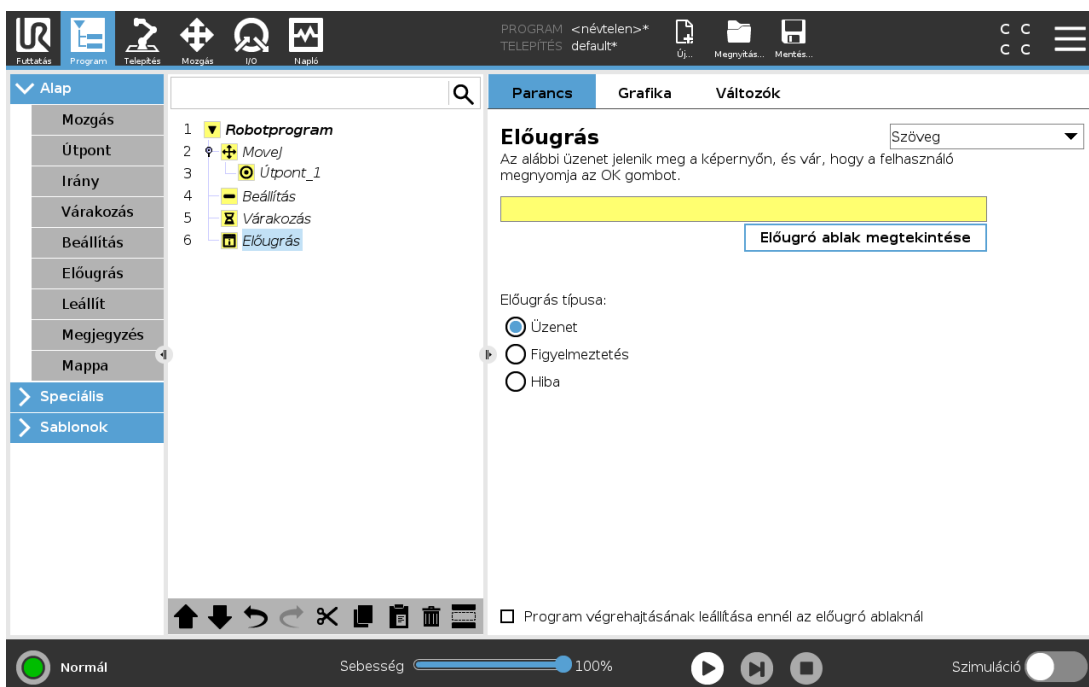 Futtatás Program Telepítés Mozgás I/O Napló
PROGRAM <névtelen>*
TELEPÍTÉS default*
Új... Megnyitás... Mentés...
C C
C C
Alap
Mozgás
Útpont
Irány
Várakozás
Beállítás
Előugrás
Leállít
Megjegyzés
Mappa
Speciális
Sablonok
1 Robotprogram
2 MoveJ
3 Útpont_1
4 Beállítás
5 Várakozás
6 Előugrás
Parancs Grafika Változók
Előugrás
Szöveg
Az alábbi üzenet jelenik meg a képernyőn, és vár, hogy a felhasználó
megnyomja az OK gombot.
Előugró ablak megtekintése
Előugrás típusa:
Üzenet
Figyelmeztetés
Hiba
Program végrehajtásának leállítása ennél az előugró ablaknál
Normál
Sebesség 100%
Szimuláció